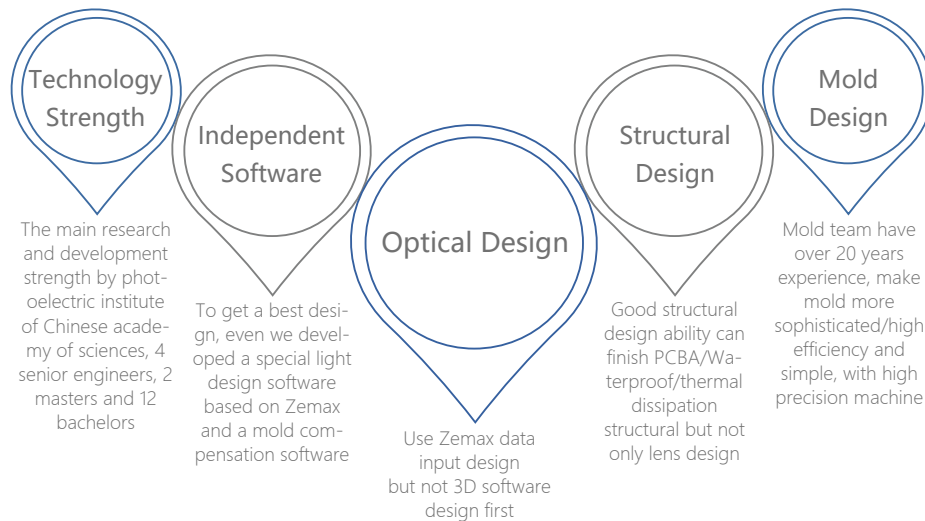 Technology
Strength
The main research
and development
strength by phot-
oelectric institute
of Chinese acade-
my of sciences, 4
senior engineers, 2
masters and 12
bachelors
Independent
Software
To get a best desi-
gn, even we devel-
oped a special light
design software
based on Zemax
and a mold com-
pensation software
Optical Design
Use Zemax data
input design
but not 3D software
design first
Structural
Design
Good structural
design ability can
finish PCBA/Wa-
terproof/thermal
dissipation
structural but not
only lens design
Mold
Design
Mold team have
over 20 years
experience, make
mold more
sophisticated/high
efficiency and
simple, with high
precision machine